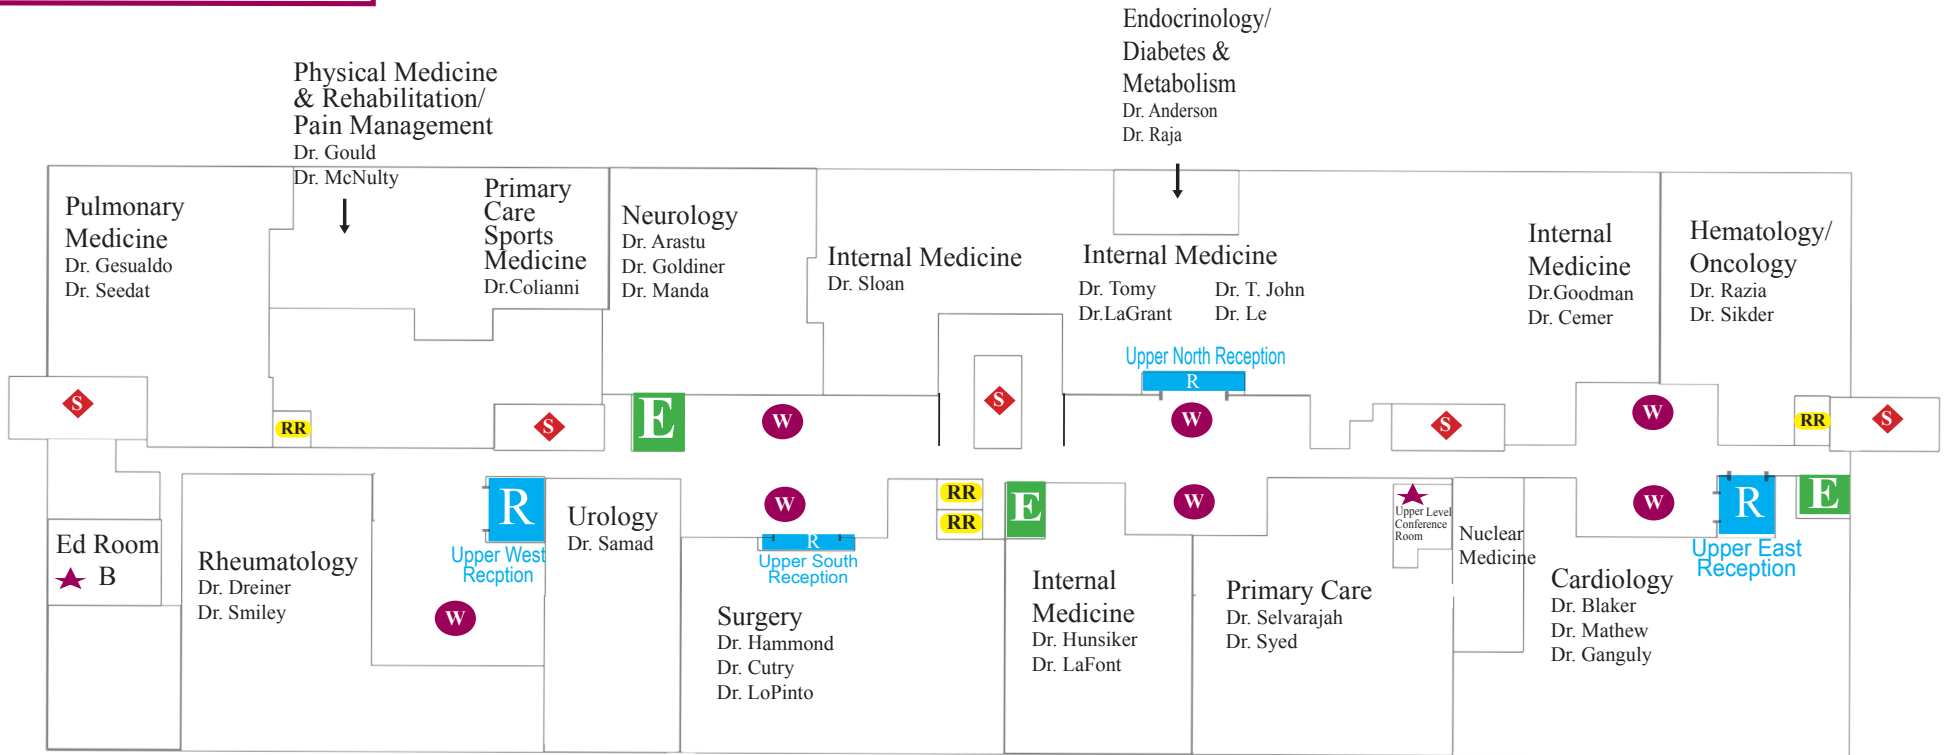 Endocrinology/
Diabetes &
Metabolism
Dr. Anderson
Dr. Raja
Physical Medicine
& Rehabilitation/
Pain Management
Dr. Gould
Dr. McNulty
Pulmonary
Medicine
Dr. Gesualdo
Dr. Seedat
Primary
Care
Sports
Medicine
Dr.Colianni
Neurology
Dr. Arastu
Dr. Goldiner
Dr. Manda
Internal Medicine
Dr. Sloan
Internal Medicine
Dr. Tomy Dr. T. John
Dr.LaGrant Dr. Le
Internal
Medicine
Dr.Goodman
Dr. Cemer
Hematology/
Oncology
Dr. Razia
Dr. Sikder
Upper North Reception
R
S
RR
S
E
W
S
W
S
W
RR
S
Ed Room
B
Rheumatology
Dr. Dreiner
Dr. Smiley
R
Upper West
Recption
W
Urology
Dr. Samad
W
R
Upper South
Reception
RR
RR
E
Surgery
Dr. Hammond
Dr. Cutry
Dr. LoPinto
Internal
Medicine
Dr. Hunsiker
Dr. LaFont
W
Primary Care
Dr. Selvarajah
Dr. Syed
Upper Level
Conference
Room
Nuclear
Medicine
W
R
Upper East
Reception
E
Cardiology
Dr. Blaker
Dr. Mathew
Dr. Ganguly